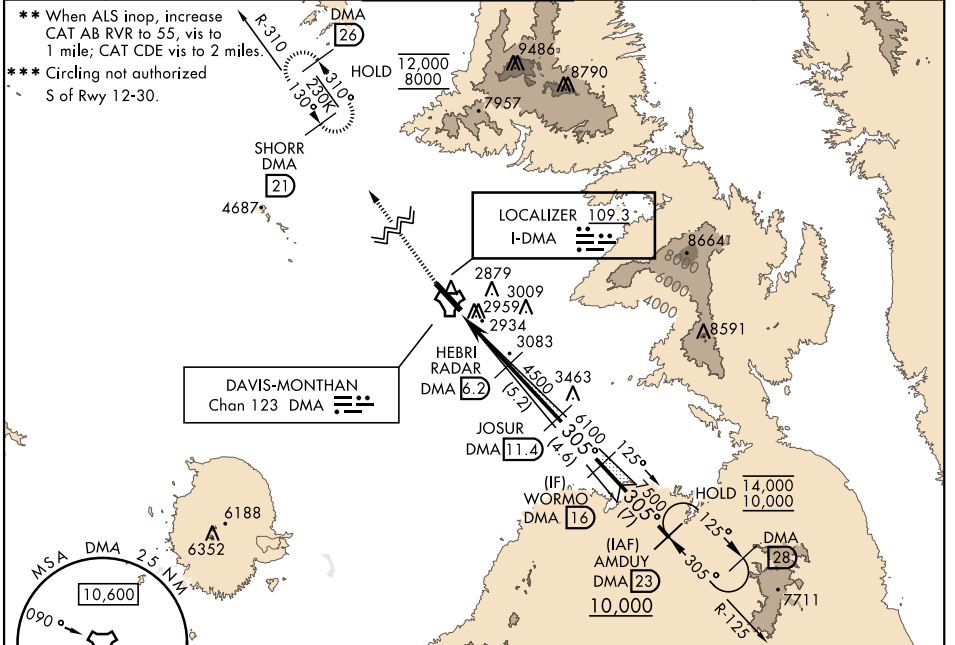 ** When ALS inop, increase
CAT AB RVR to 55, vis to
1 mile; CAT CDE vis to 2 miles.
*** Circling not authorized
S of Rwy 12-30.
R-310
DMA
26
HOLD 12,000
8000
310°
230K
130°
SHORR
DMA
21
4687
9486
8790
7957
LOCALIZER 109.3
I-DMA
8664
8000
6000
4000
8591
2879
3009
2959
2934
3083
HEBRI
RADAR
DMA 6.2
4500
(5.2)
3463
DAVIS-MONTHAN
Chan 123 DMA
JOSUR
DMA 11.4
6100
305°
(4.6)
125°
(IF)
WORMO
DMA 16
7500
305°
(7)
HOLD 14,000
10,000
125°
DMA
28
(IAF)
AMDUY
DMA 23
10,000
305°
R-125
7711
6188
6352
MSA DMA 25 NM
10,600
090°